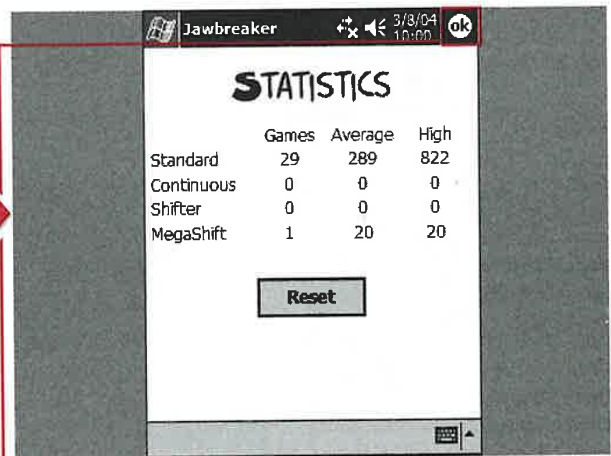 Jawbreaker 3/8/04 ok
10:00
STATISTICS
Games Average High
Standard 29 289 822
Continuous 0 0 0
Shifter 0 0 0
MegaShift 1 20 20
Reset